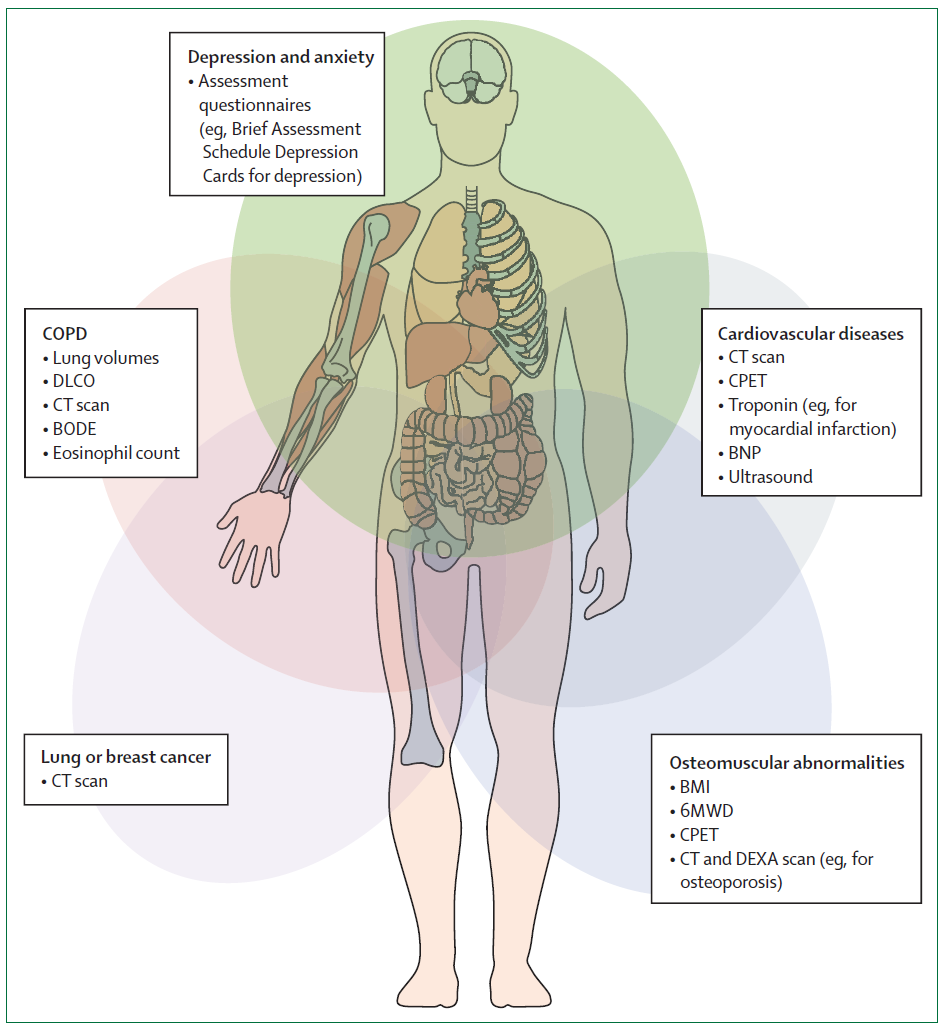 Depression and anxiety
• Assessment
questionnaires
(eg, Brief Assessment
Schedule Depression
Cards for depression)
COPD
• Lung volumes
• DLCO
• CT scan
• BODE
• Eosinophil count
Cardiovascular diseases
• CT scan
• CPET
• Troponin (eg, for
myocardial infarction)
• BNP
• Ultrasound
Lung or breast cancer
• CT scan
Osteomuscular abnormalities
• BMI
• 6MWD
• CPET
• CT and DEXA scan (eg, for
osteoporosis)